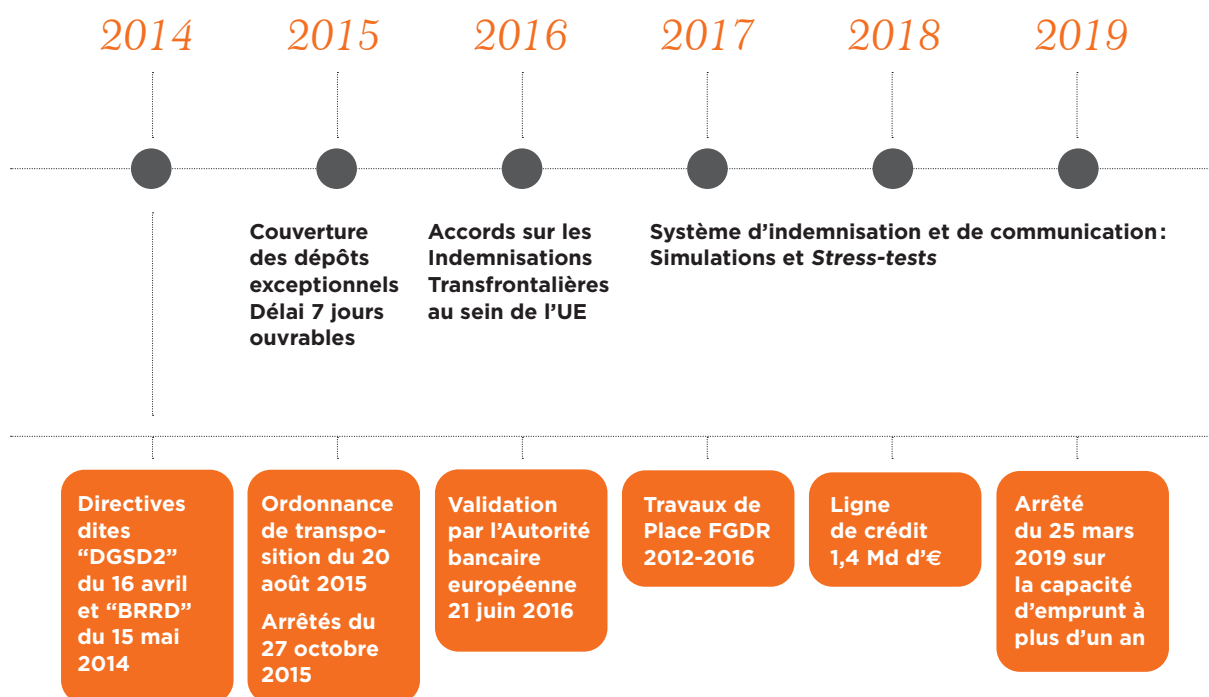 2014 2015 2016 2017 2018 2019
Couverture
des dépôts
exceptionnels
Délai 7 jours
ouvrables
Accords sur les
Indemnisations
Transfrontalières
au sein de l’UE
Système d’indemnisation et de communication :
Simulations et Stress-tests
Directives
dites
“DGSD2”
du 16 avril
et “BRRD”
du 15 mai
2014
Ordonnance
de transpo-
sition du 20
août 2015
Arrêtés du
27 octobre
2015
Validation
par l’Autorité
bancaire
européenne
21 juin 2016
Travaux de
Place FGDR
2012-2016
Ligne
de crédit
1,4 Md d’€
Arrêté
du 25 mars
2019 sur
la capacité
d’emprunt à
plus d’un an